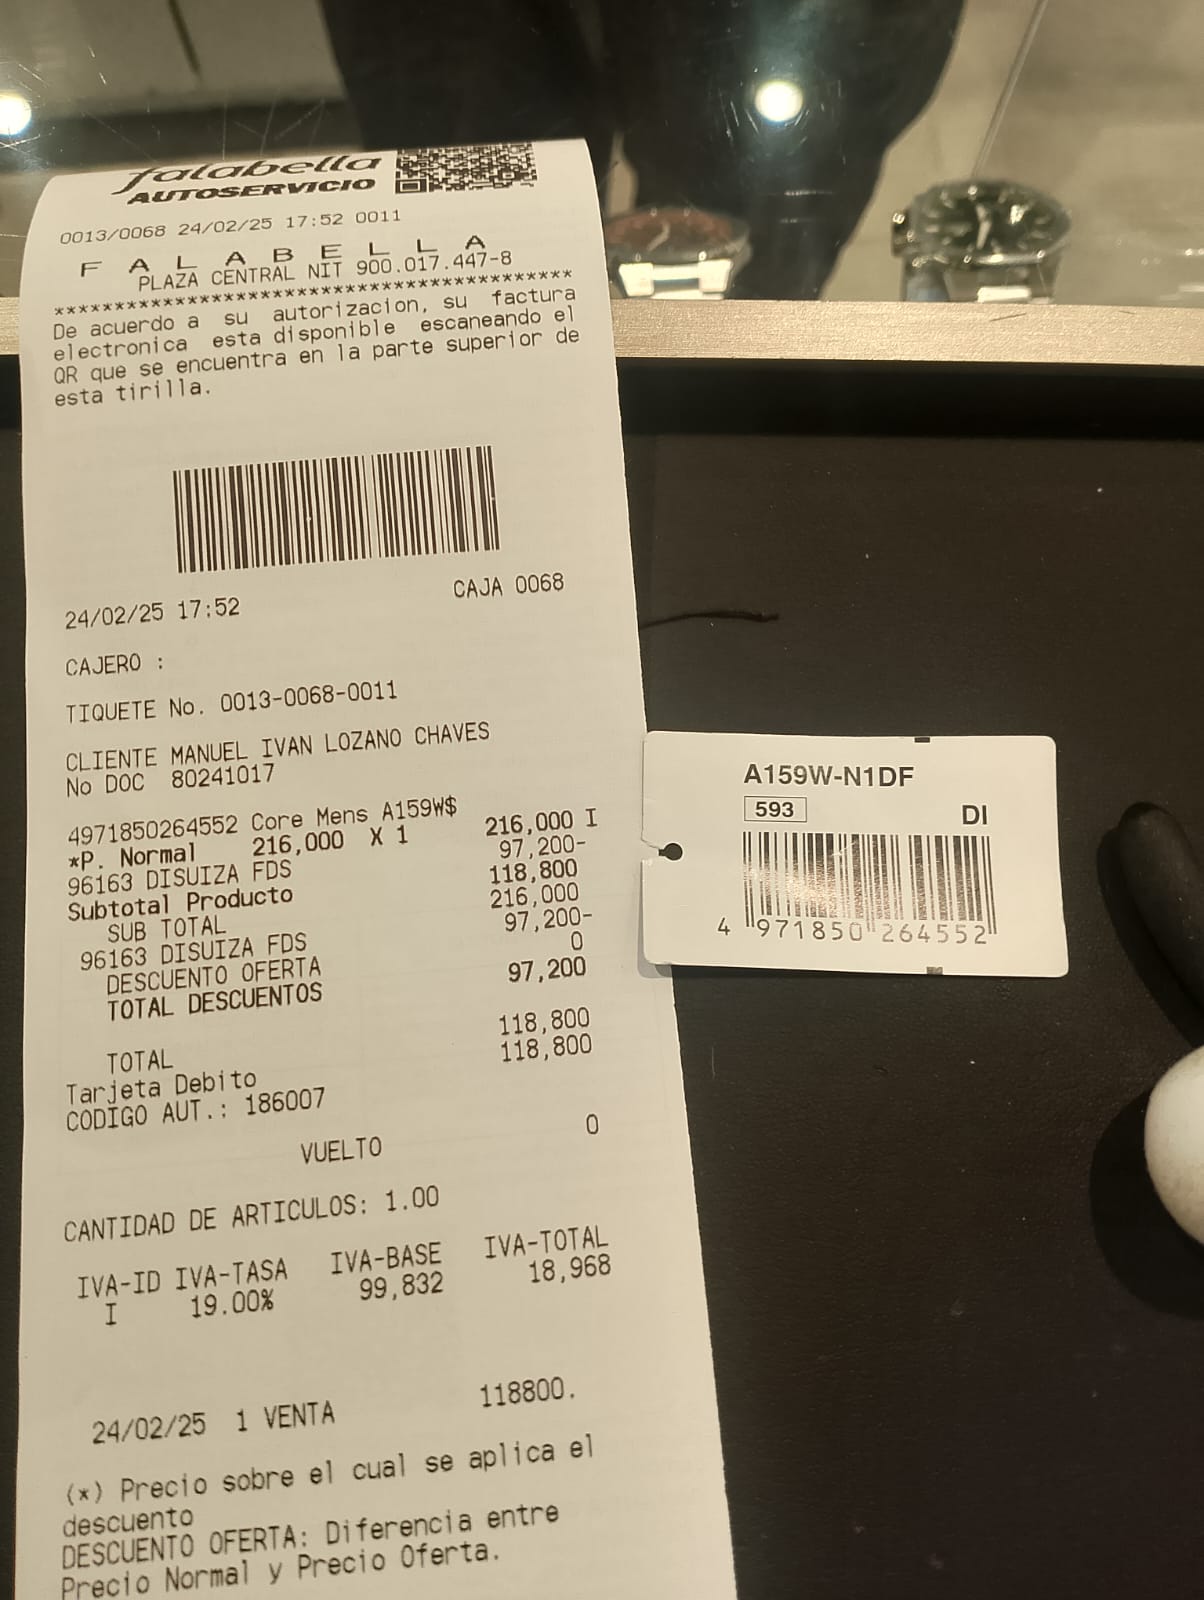 falabella
AUTOSERVICIO
0013/0068 24/02/25 17:52 0011
F A L A B E L L A
PLAZA CENTRAL NIT 900.017.447-8
*******************************************
De acuerdo a su autorizacion, su factura
electronica esta disponible escaneando el
QR que se encuentra en la parte superior de
esta tirilla.
24/02/25 17:52 CAJA 0068
CAJERO :
TIQUETE No. 0013-0068-0011
CLIENTE MANUEL IVAN LOZANO CHAVES
No DOC 80241017
4971850264552 Core Mens A159W$
*P. Normal 216,000 X 1 216,000 I
96163 DISUIZA FDS 97,200-
Subtotal Producto 118,800
SUB TOTAL 216,000
96163 DISUIZA FDS 97,200-
DESCUENTO OFERTA 0
TOTAL DESCUENTOS 97,200
TOTAL 118,800
Tarjeta Debito 118,800
CODIGO AUT.: 186007
VUELTO 0
CANTIDAD DE ARTICULOS: 1.00
IVA-ID IVA-TASA IVA-BASE IVA-TOTAL
I 19.00% 99,832 18,968
24/02/25 1 VENTA 118800.
(*) Precio sobre el cual se aplica el
descuento
DESCUENTO OFERTA: Diferencia entre
Precio Normal y Precio Oferta.
A159W-N1DF
593 DI
4 971850 264552